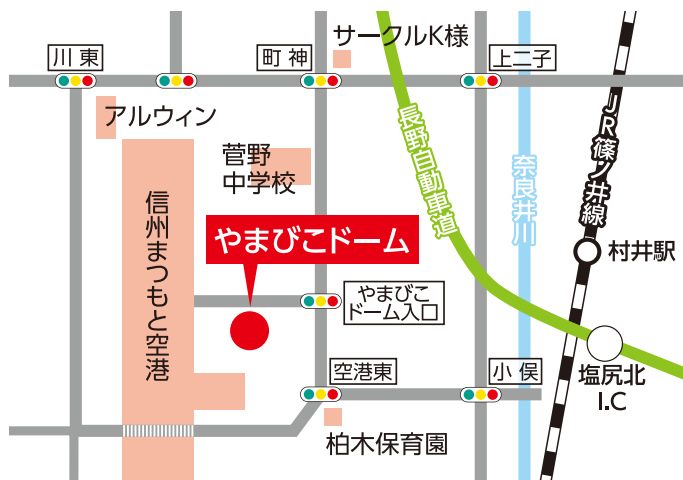 サークルK様
川東
町神
上二子
アルウィン
菅野
中学校
長野自動車道
奈良井川
JR篠ノ井線
信州まつもと空港
やまびこドーム
村井駅
やまびこ
ドーム入口
空港東
小俣
塩尻北
I.C
柏木保育園